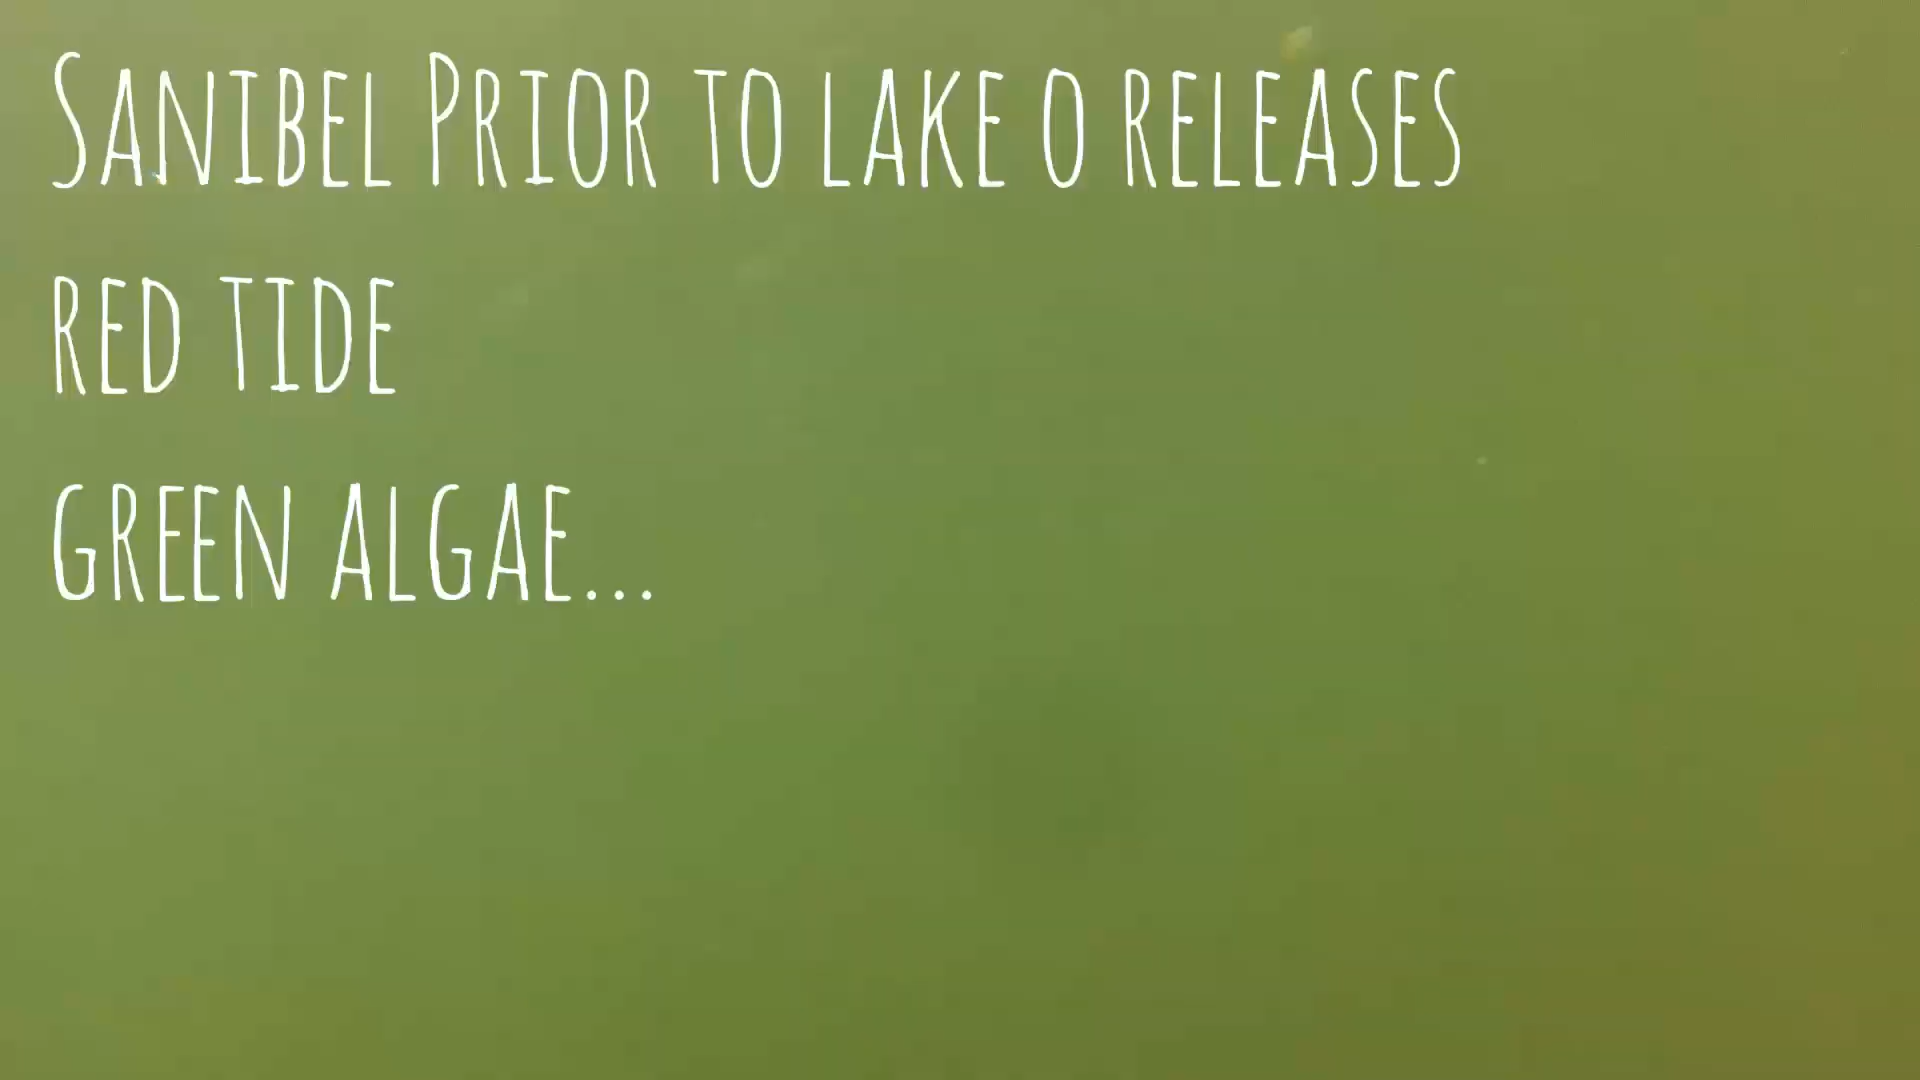 Sanibel Prior to lake o releases
red tide
green algae...